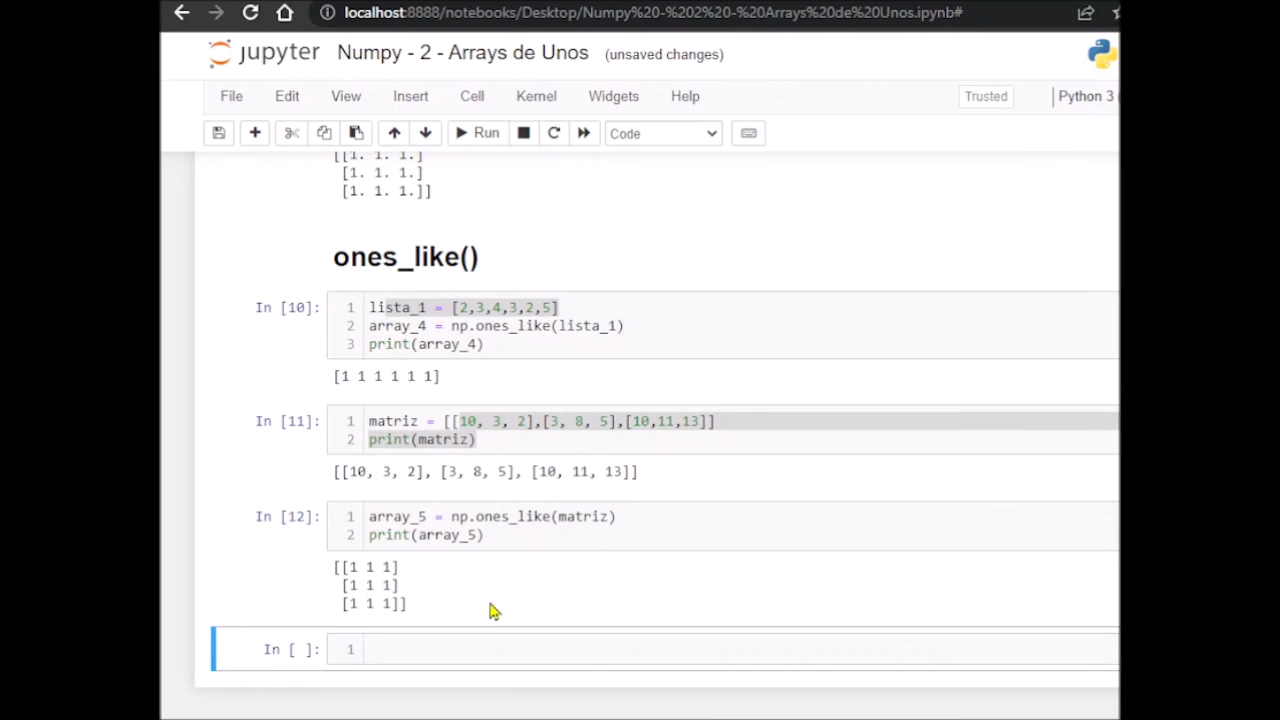 localhost:8888/notebooks/Desktop/Numpy%20-%202%20-%20Arrays%20de%20Unos.ipynb#
jupyter Numpy - 2 - Arrays de Unos (unsaved changes)
File Edit View Insert Cell Kernel Widgets Help Trusted Python 3
Run Code
[[1. 1. 1.]
[1. 1. 1.]
[1. 1. 1.]]
ones_like()
In [10]: 1 lista_1 = [2,3,4,3,2,5]
2 array_4 = np.ones_like(lista_1)
3 print(array_4)
[1 1 1 1 1 1]
In [11]: 1 matriz = [[10, 3, 2],[3, 8, 5],[10,11,13]]
2 print(matriz)
[[10, 3, 2], [3, 8, 5], [10, 11, 13]]
In [12]: 1 array_5 = np.ones_like(matriz)
2 print(array_5)
[[1 1 1]
[1 1 1]
[1 1 1]]
In [ ]: 1